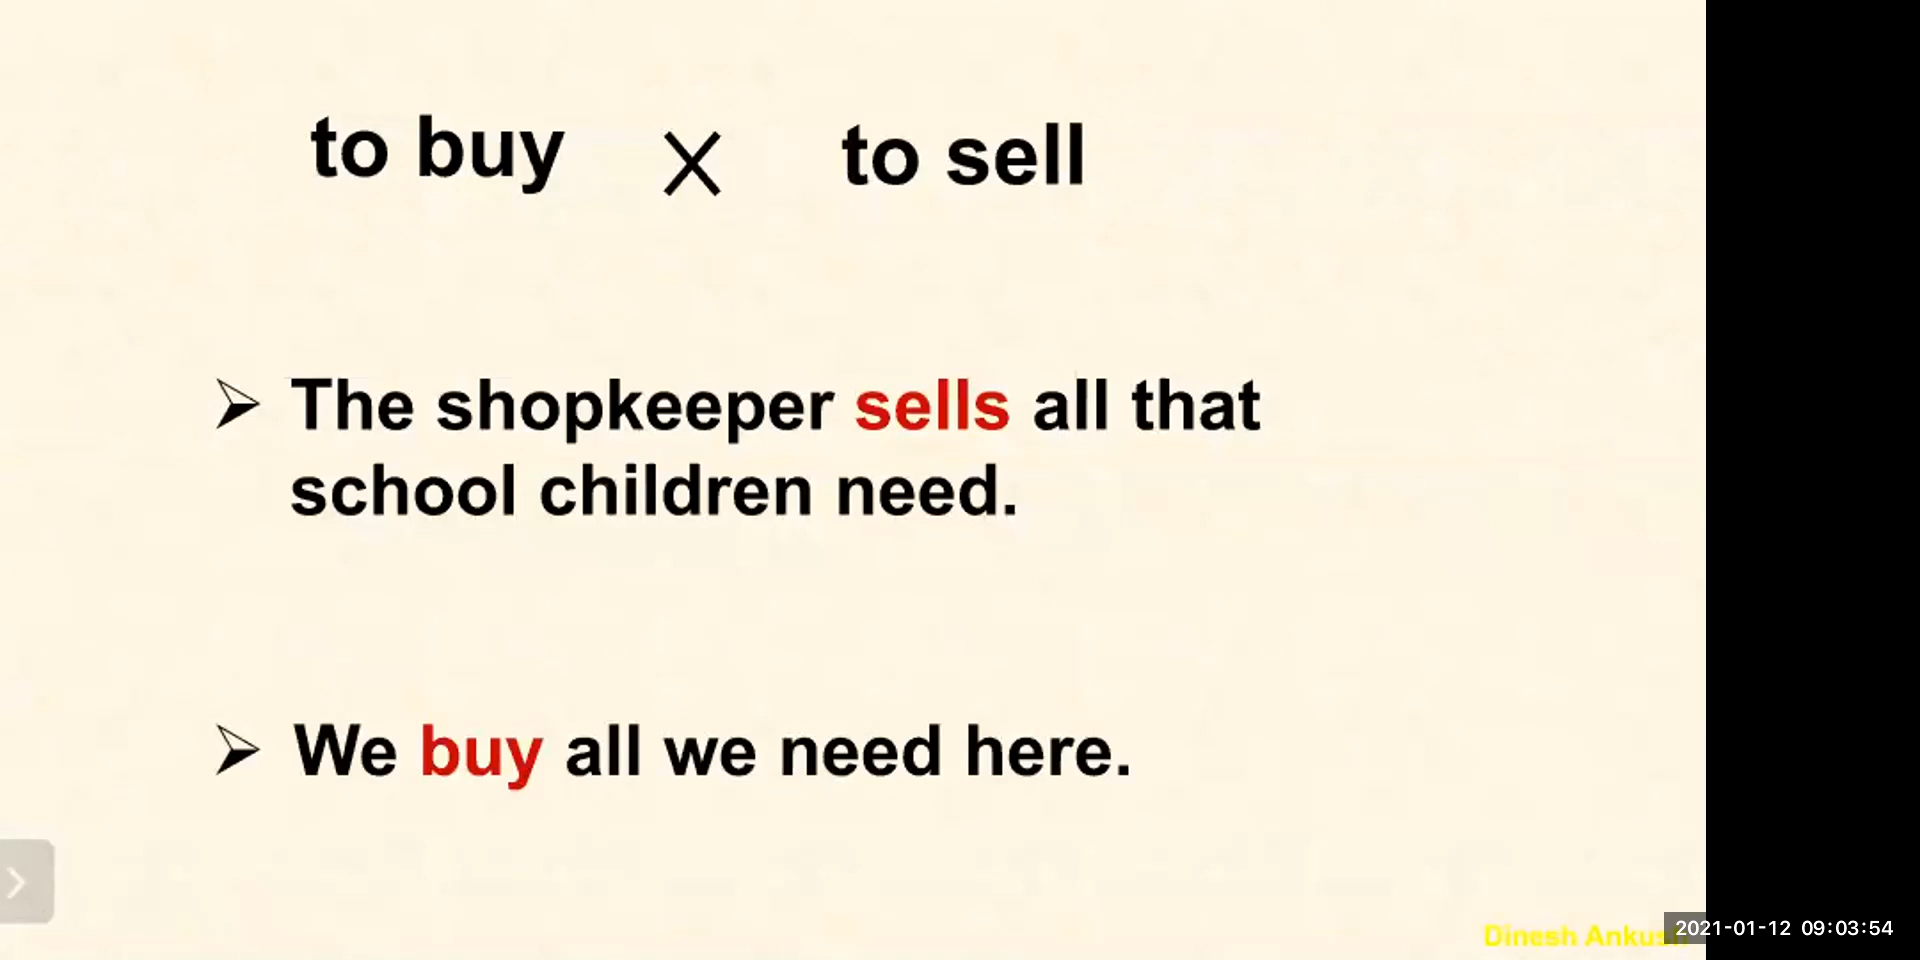 to buy X to sell
➢ The shopkeeper sells all that
school children need.
➢ We buy all we need here.
Dinesh
2021-01-12 09:03:54